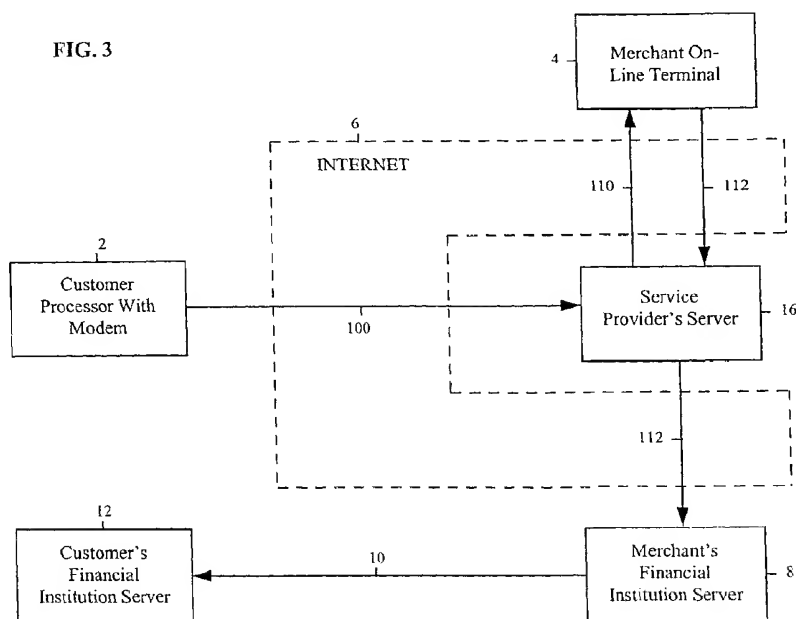 FIG. 3
4
Merchant On-
Line Terminal
6
INTERNET
110
112
2
Customer
Processor With
Modem
100
Service
Provider's Server
16
112
12
Customer's
Financial
Institution Server
10
Merchant's
Financial
Institution Server
8